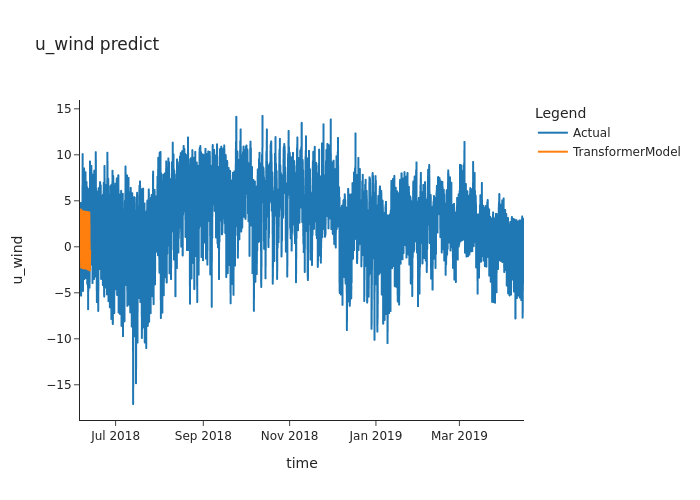 u_wind predict
Legend
Actual
TransformerModel
15
10
5
0
−5
−10
−15
u_wind
Jul 2018
Sep 2018
Nov 2018
Jan 2019
Mar 2019
time